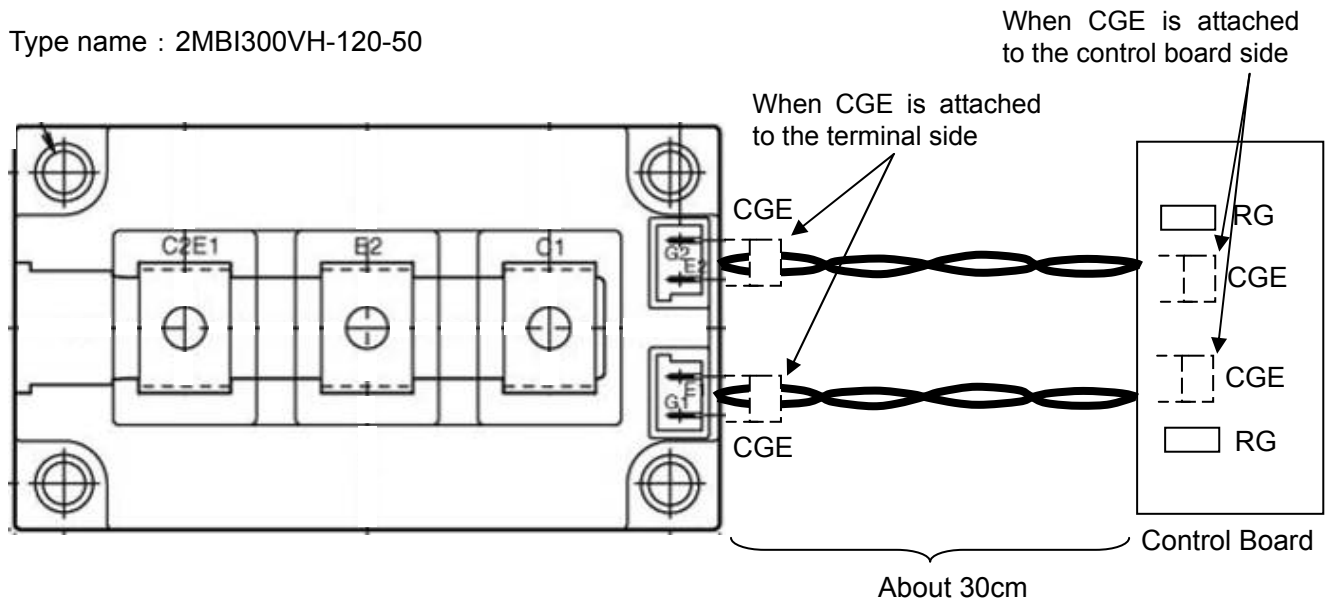 Type name : 2MBI300VH-120-50
When CGE is attached
to the control board side
When CGE is attached
to the terminal side
CGE
RG
C2E1
E2
C1
G2
E2
CGE
CGE
E1
G1
CGE
RG
Control Board
About 30cm